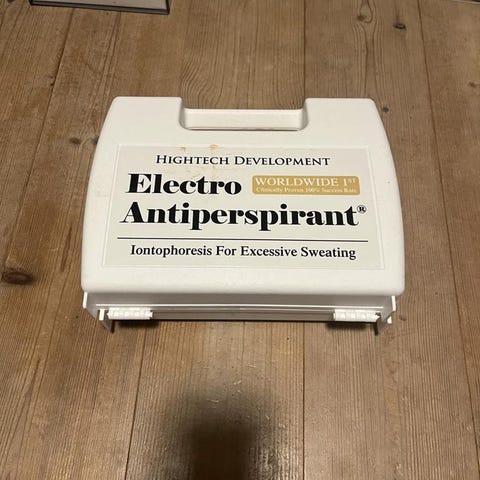 HIGHTECH DEVELOPMENT
Electro
WORLDWIDE 1ST
Clinically Proven 100% Success Rate
Antiperspirant®
Iontophoresis For Excessive Sweating